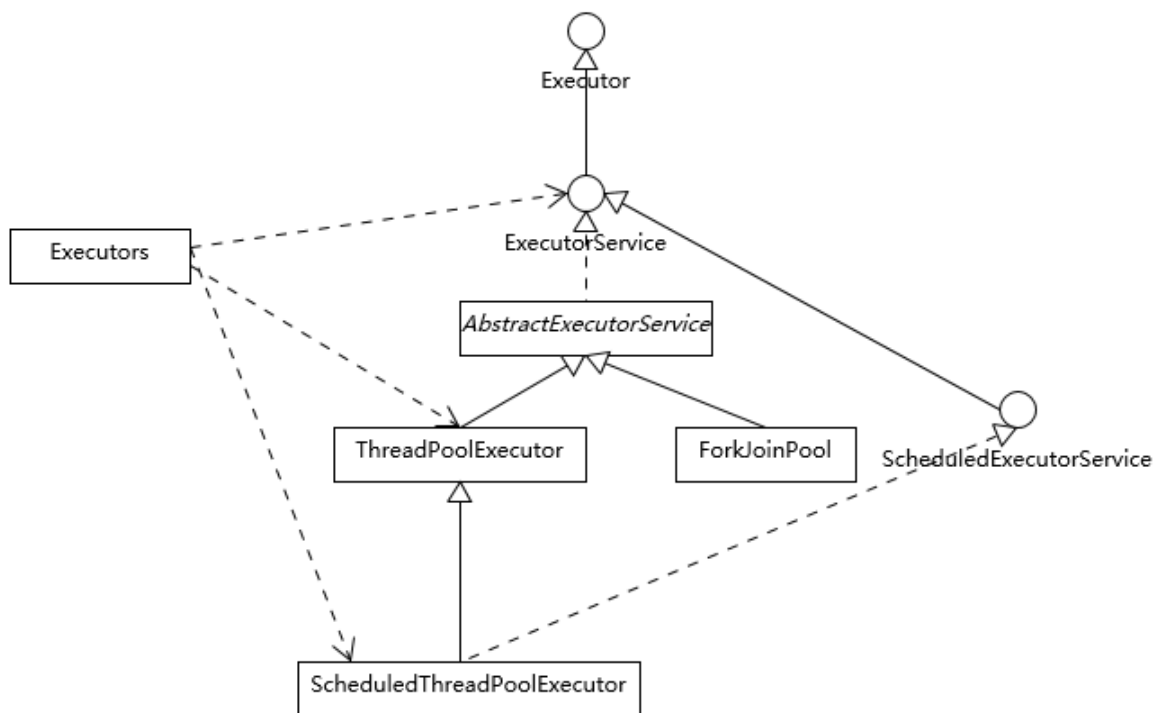 Executor
ExecutorService
Executors
AbstractExecutorService
ThreadPoolExecutor
ForkJoinPool
ScheduledExecutorService
ScheduledThreadPoolExecutor